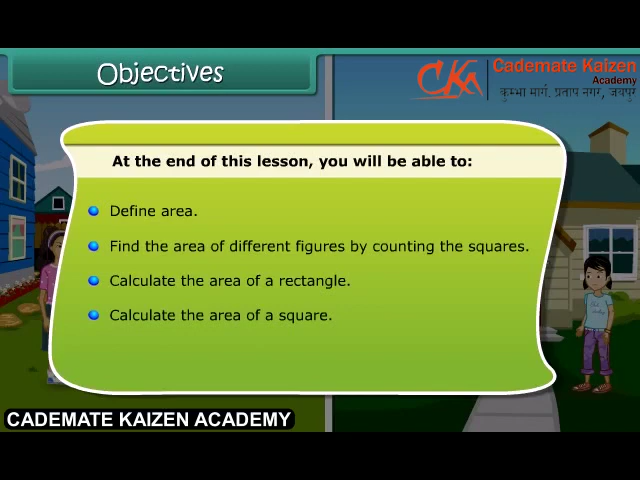 Objectives
CKA
Cademate Kaizen
Academy
कुम्भा मार्ग. प्रताप नगर, जयपुर
At the end of this lesson, you will be able to:
Define area.
Find the area of different figures by counting the squares.
Calculate the area of a rectangle.
Calculate the area of a square.
CADEMATE KAIZEN ACADEMY